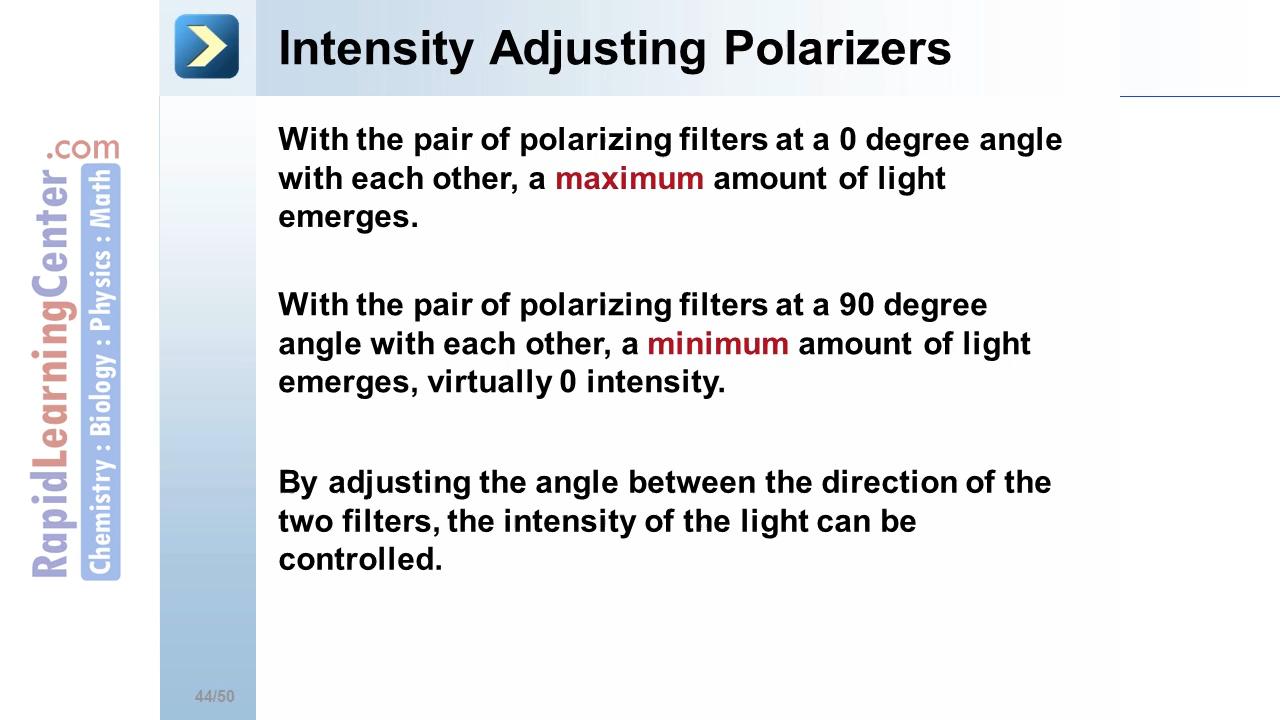 Intensity Adjusting Polarizers
With the pair of polarizing filters at a 0 degree angle
with each other, a maximum amount of light
emerges.
With the pair of polarizing filters at a 90 degree
angle with each other, a minimum amount of light
emerges, virtually 0 intensity.
By adjusting the angle between the direction of the
two filters, the intensity of the light can be
controlled.
RapidLearningCenter.com
Chemistry : Biology : Physics : Math
44/50